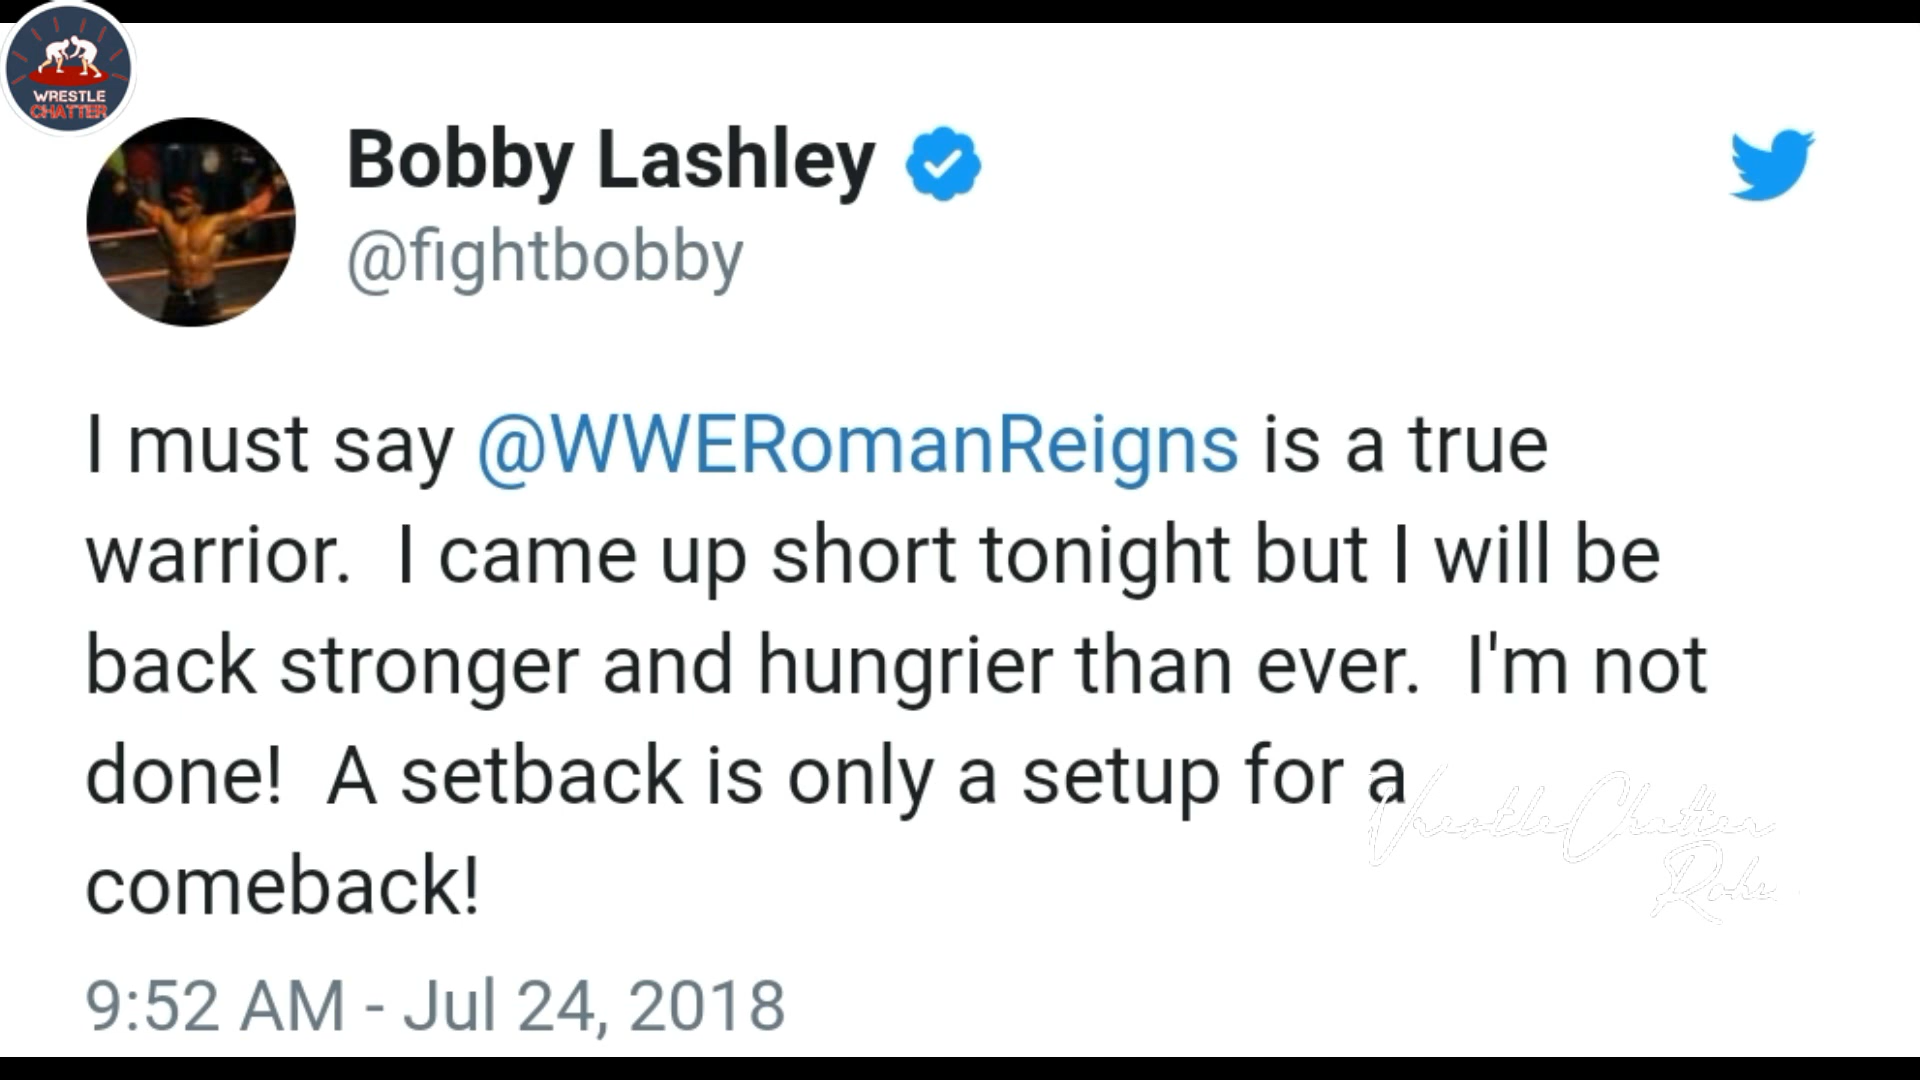 WRESTLE
CHATTER
Bobby Lashley
@fightbobby
I must say @WWERomanReigns is a true
warrior.  I came up short tonight but I will be
back stronger and hungrier than ever.  I'm not
done!  A setback is only a setup for a
comeback!
9:52 AM - Jul 24, 2018